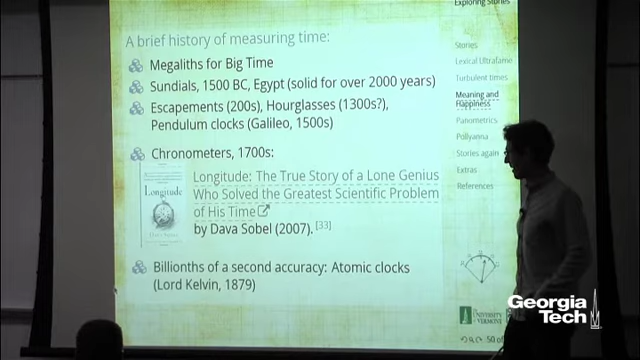 Exploring Stories
A brief history of measuring time:
Megaliths for Big Time
Sundials, 1500 BC, Egypt (solid for over 2000 years)
Escapements (200s), Hourglasses (1300s?),
Pendulum clocks (Galileo, 1500s)
Chronometers, 1700s:
Longitude
Longitude: The True Story of a Lone Genius
Who Solved the Greatest Scientific Problem
of His Time
by Dava Sobel (2007). [33]
Billionths of a second accuracy: Atomic clocks
(Lord Kelvin, 1879)
Stories
Lexical Ultrafame
Turbulent times
Meaning and
Happiness
Panometrics
Pollyanna
Stories again
Extras
References
UNIVERSITY
VERMONT
50 of
Georgia
Tech